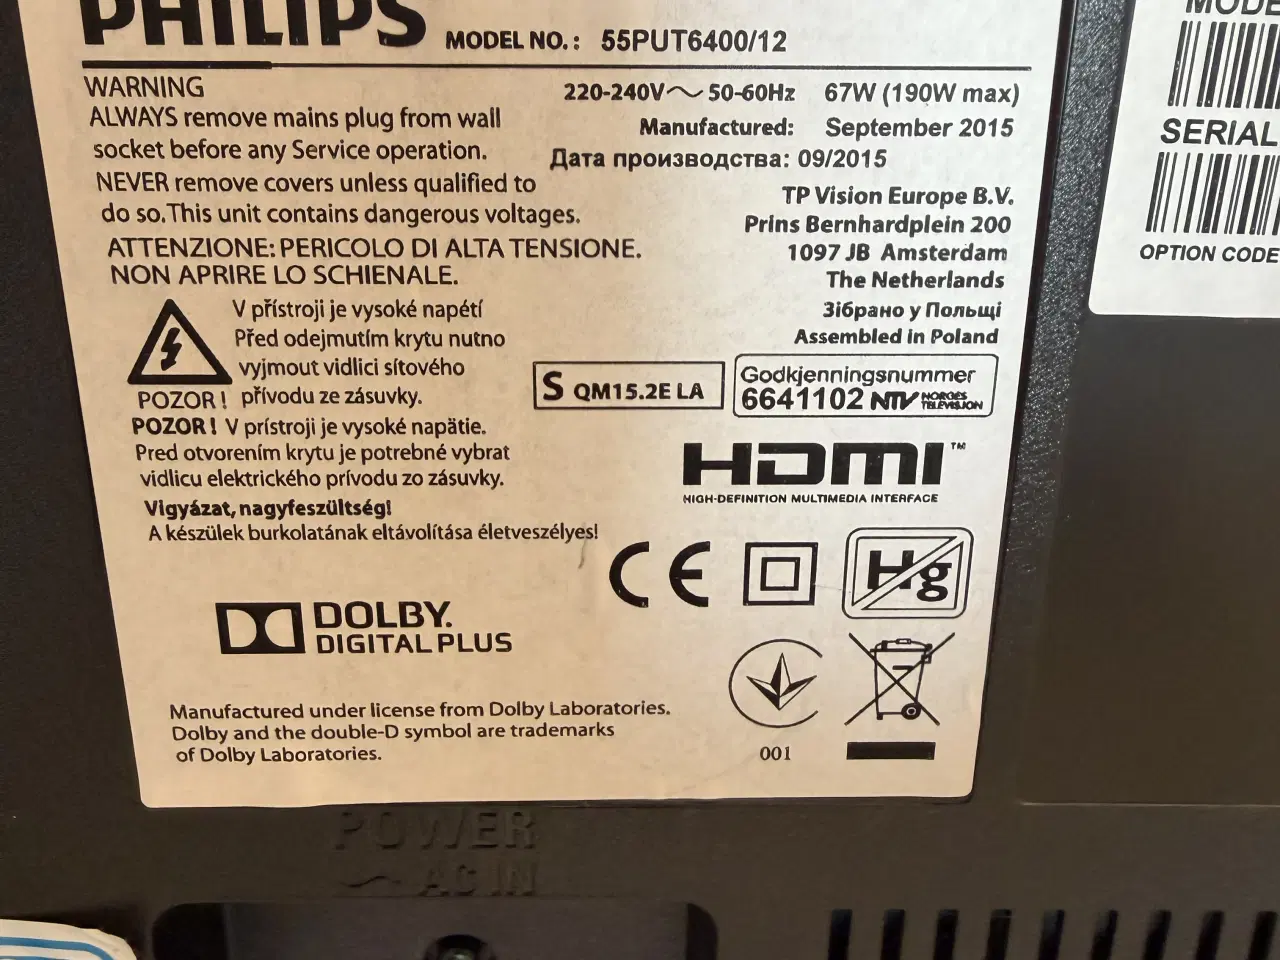 PHILIPS MODEL NO.: 55PUT6400/12
WARNING
ALWAYS remove mains plug from wall
socket before any Service operation.
NEVER remove covers unless qualified to
do so. This unit contains dangerous voltages.
ATTENZIONE: PERICOLO DI ALTA TENSIONE.
NON APRIRE LO SCHIENALE.
220-240V~ 50-60Hz 67W (190W max)
Manufactured: September 2015
Дата производства: 09/2015
TP Vision Europe B.V.
Prins Bernhardplein 200
1097 JB Amsterdam
The Netherlands
Зібрано у Польщі
Assembled in Poland
V přístroji je vysoké napétí
Před odejmutím krytu nutno
vyjmout vidlici sítového
POZOR! přívodu ze zásuvky.
POZOR! V prístroji je vysoké napätie.
Pred otvorením krytu je potrebné vybrat
vidlicu elektrického prívodu zo zásuvky.
Vigyázat, nagyfeszültség!
A készülek burkolatának eltávolítása életveszélyes!
S QM15.2E LA
Godkjenningsnummer
6641102 NTV NORGES TELEVISJON
HDMI™
HIGH-DEFINITION MULTIMEDIA INTERFACE
CE
Hg
DOLBY.
DIGITAL PLUS
001
Manufactured under license from Dolby Laboratories.
Dolby and the double-D symbol are trademarks
of Dolby Laboratories.
SERIAL
OPTION CODE
POWER
~ AC IN